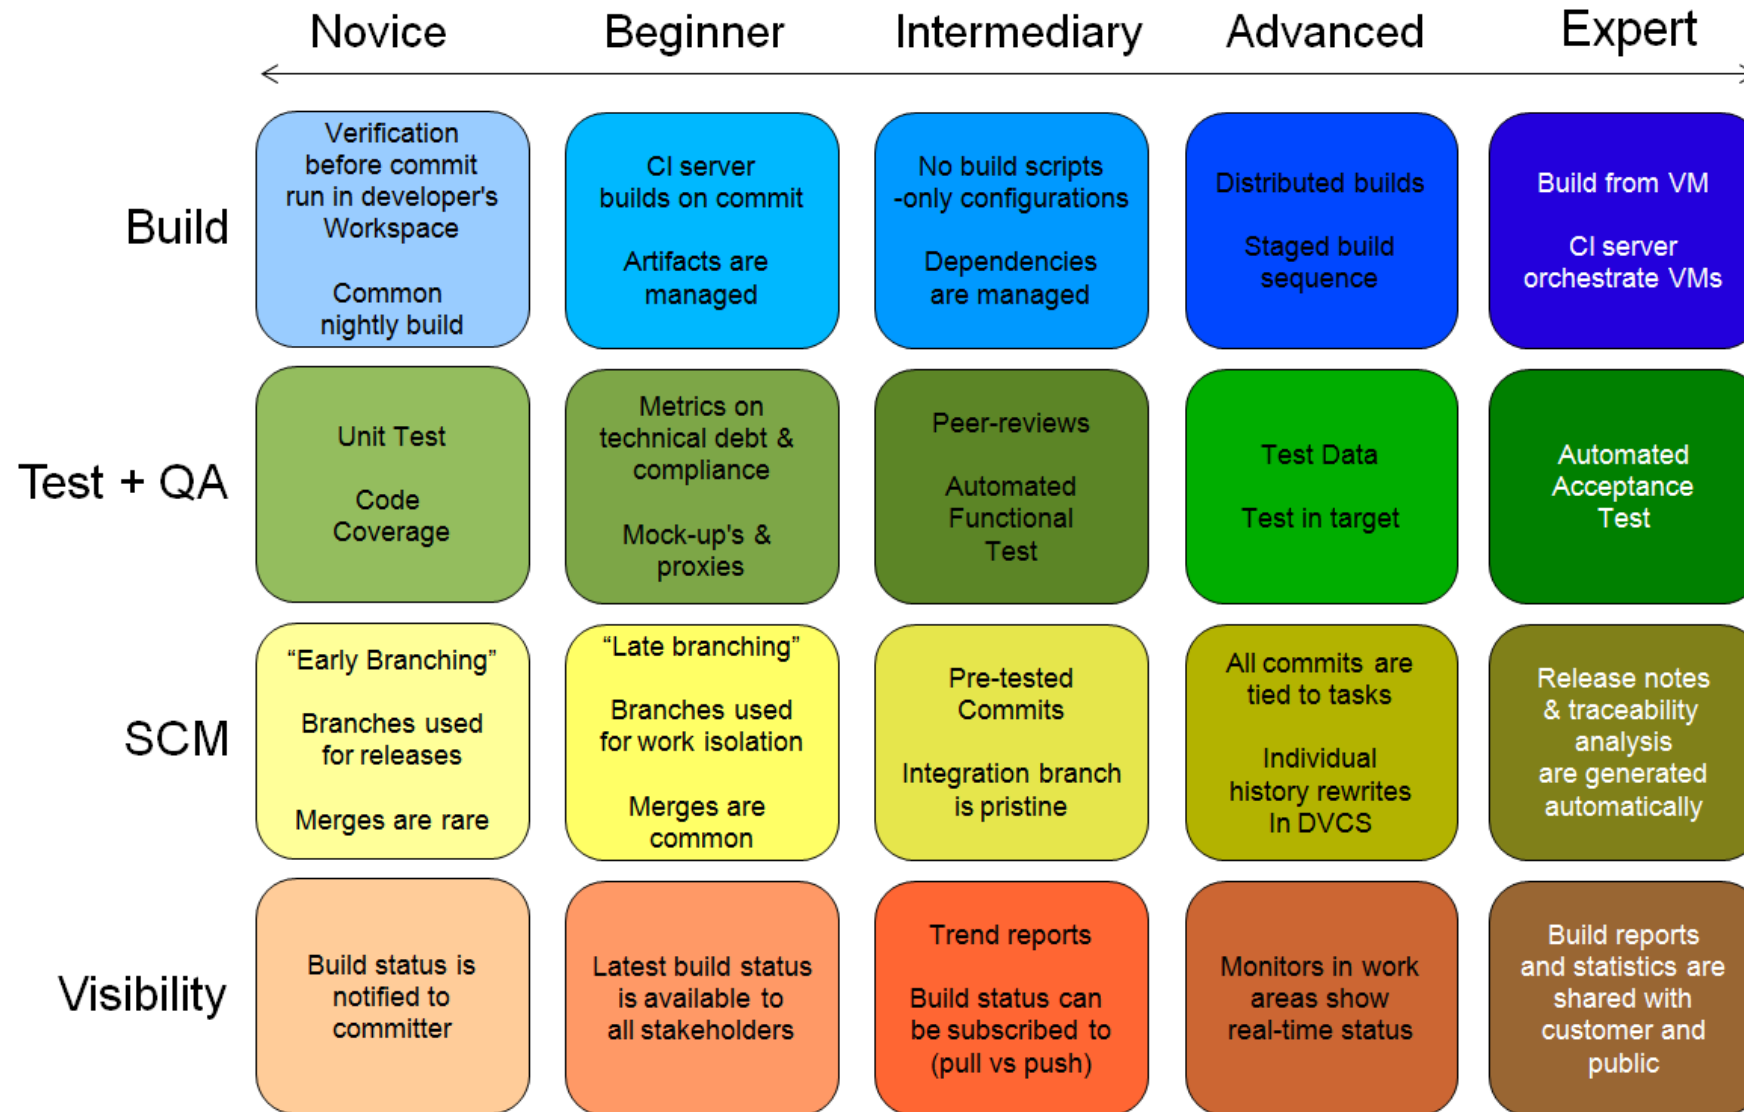 Novice
Beginner
Intermediary
Advanced
Expert
Build
Verification
before commit
run in developer's
Workspace
Common
nightly build
CI server
builds on commit
Artifacts are
managed
No build scripts
-only configurations
Dependencies
are managed
Distributed builds
Staged build
sequence
Build from VM
CI server
orchestrate VMs
Test + QA
Unit Test
Code
Coverage
Metrics on
technical debt &
compliance
Mock-up's &
proxies
Peer-reviews
Automated
Functional
Test
Test Data
Test in target
Automated
Acceptance
Test
SCM
“Early Branching”
Branches used
for releases
Merges are rare
“Late branching”
Branches used
for work isolation
Merges are
common
Pre-tested
Commits
Integration branch
is pristine
All commits are
tied to tasks
Individual
history rewrites
In DVCS
Release notes
& traceability
analysis
are generated
automatically
Visibility
Build status is
notified to
committer
Latest build status
is available to
all stakeholders
Trend reports
Build status can
be subscribed to
(pull vs push)
Monitors in work
areas show
real-time status
Build reports
and statistics are
shared with
customer and
public